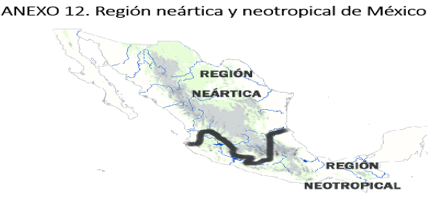 ANEXO 12. Región neártica y neotropical de México
REGIÓN
NEÁRTICA
REGIÓN
NEOTROPICAL